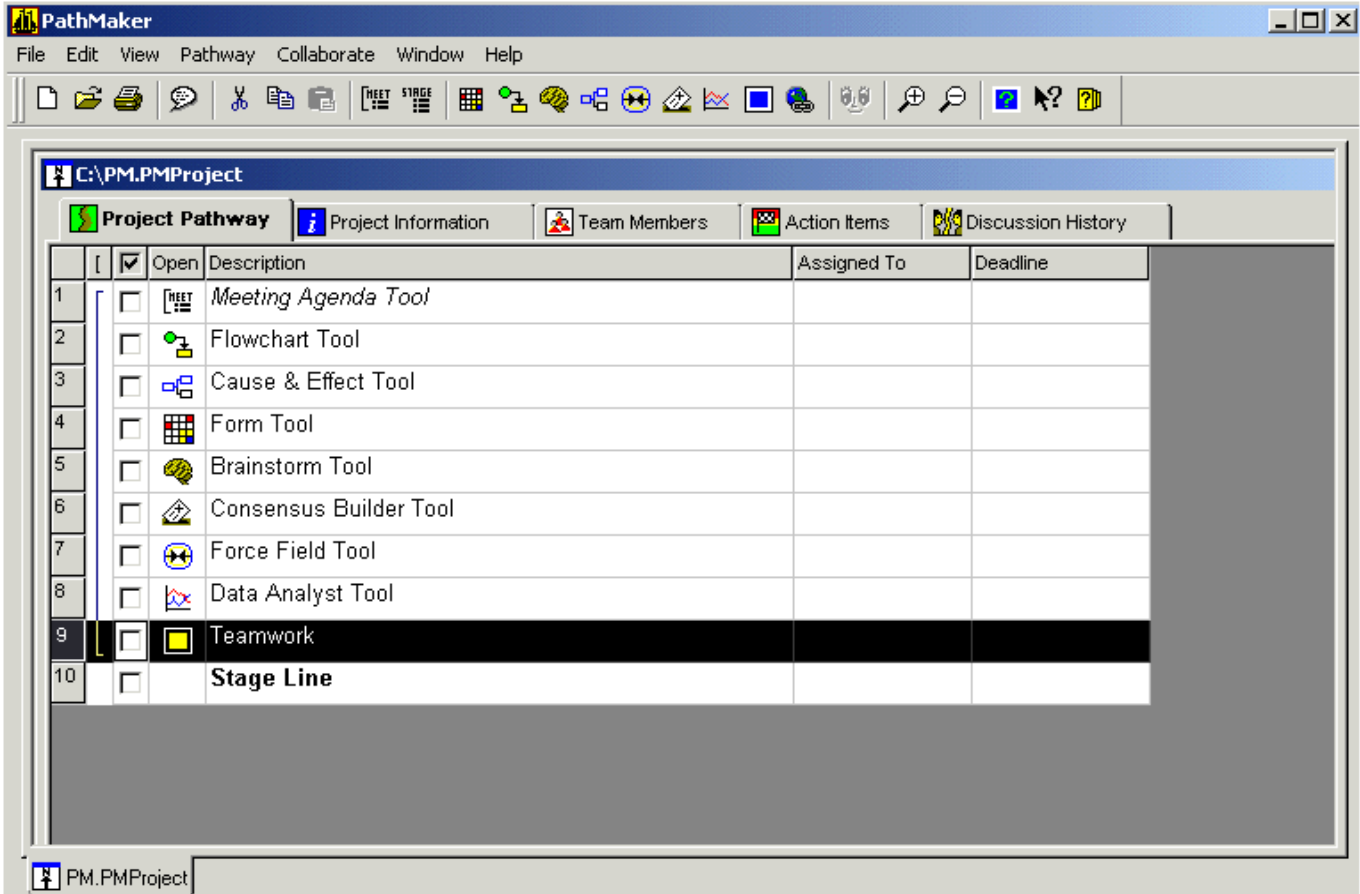 PathMaker
File Edit View Pathway Collaborate Window Help
MEET STAGE
C:\PM.PMProject
Project Pathway Project Information Team Members Action Items Discussion History
[ Open Description Assigned To Deadline
1 MEET Meeting Agenda Tool
2 Flowchart Tool
3 Cause & Effect Tool
4 Form Tool
5 Brainstorm Tool
6 Consensus Builder Tool
7 Force Field Tool
8 Data Analyst Tool
9 Teamwork
10 Stage Line
PM.PMProject